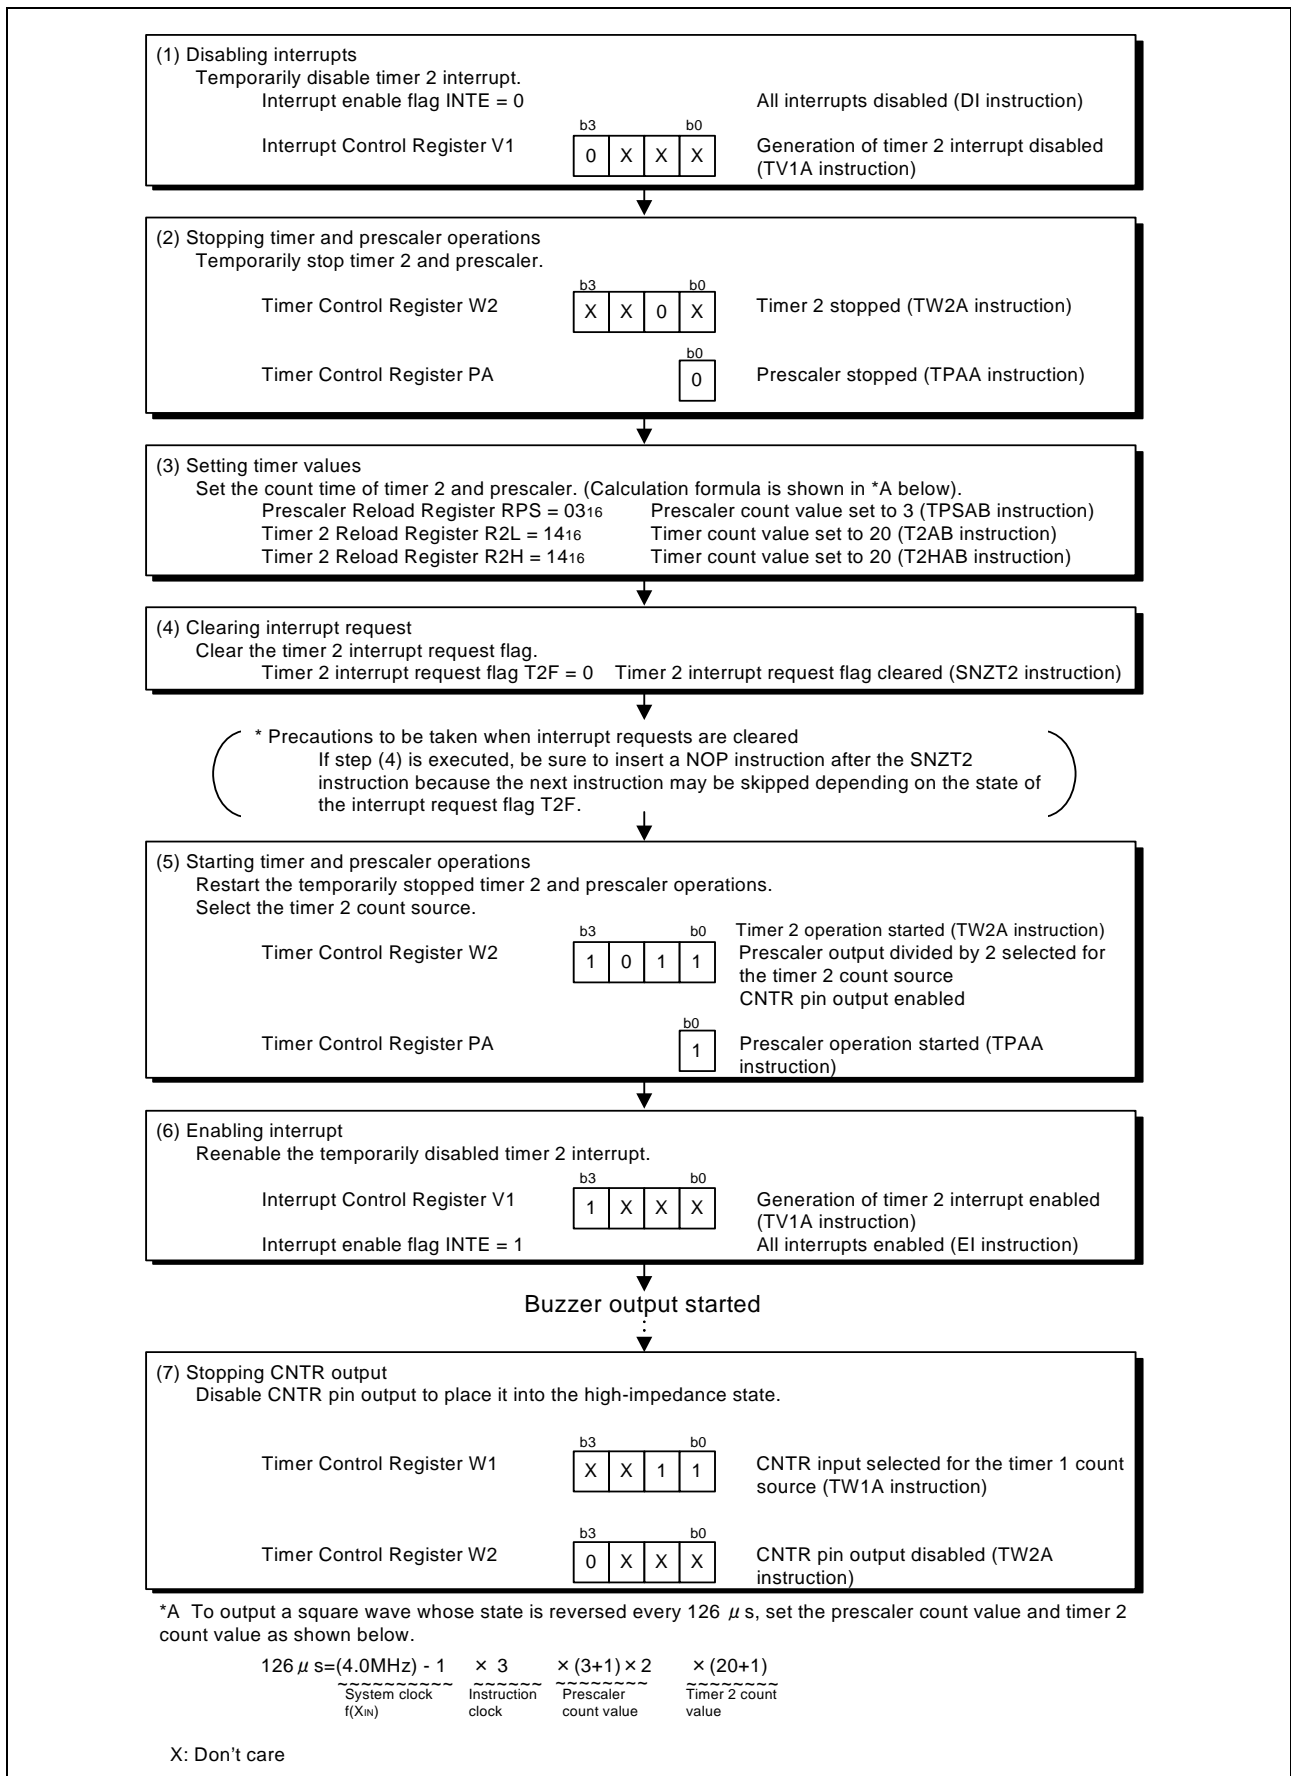 (1) Disabling interrupts
Temporarily disable timer 2 interrupt.
Interrupt enable flag INTE = 0 All interrupts disabled (DI instruction)
b3 b0
Interrupt Control Register V1 0 X X X Generation of timer 2 interrupt disabled
(TV1A instruction)
(2) Stopping timer and prescaler operations
Temporarily stop timer 2 and prescaler.
b3 b0
Timer Control Register W2 X X 0 X Timer 2 stopped (TW2A instruction)
b0
Timer Control Register PA 0 Prescaler stopped (TPAA instruction)
(3) Setting timer values
Set the count time of timer 2 and prescaler. (Calculation formula is shown in *A below).
Prescaler Reload Register RPS = 0316 Prescaler count value set to 3 (TPSAB instruction)
Timer 2 Reload Register R2L = 1416 Timer count value set to 20 (T2AB instruction)
Timer 2 Reload Register R2H = 1416 Timer count value set to 20 (T2HAB instruction)
(4) Clearing interrupt request
Clear the timer 2 interrupt request flag.
Timer 2 interrupt request flag T2F = 0 Timer 2 interrupt request flag cleared (SNZT2 instruction)
* Precautions to be taken when interrupt requests are cleared
If step (4) is executed, be sure to insert a NOP instruction after the SNZT2
instruction because the next instruction may be skipped depending on the state of
the interrupt request flag T2F.
(5) Starting timer and prescaler operations
Restart the temporarily stopped timer 2 and prescaler operations.
Select the timer 2 count source.
b3 b0 Timer 2 operation started (TW2A instruction)
Timer Control Register W2 1 0 1 1 Prescaler output divided by 2 selected for
the timer 2 count source
CNTR pin output enabled
b0
Timer Control Register PA 1 Prescaler operation started (TPAA
instruction)
(6) Enabling interrupt
Reenable the temporarily disabled timer 2 interrupt.
b3 b0
Interrupt Control Register V1 1 X X X Generation of timer 2 interrupt enabled
(TV1A instruction)
Interrupt enable flag INTE = 1 All interrupts enabled (EI instruction)
Buzzer output started
(7) Stopping CNTR output
Disable CNTR pin output to place it into the high-impedance state.
b3 b0
Timer Control Register W1 X X 1 1 CNTR input selected for the timer 1 count
source (TW1A instruction)
b3 b0
Timer Control Register W2 0 X X X CNTR pin output disabled (TW2A
instruction)
*A To output a square wave whose state is reversed every 126 μ s, set the prescaler count value and timer 2
count value as shown below.
126 μ s=(4.0MHz) - 1 × 3 × (3+1) × 2 × (20+1)
System clock Instruction Prescaler Timer 2 count
f(XIN) clock count value value
X: Don't care